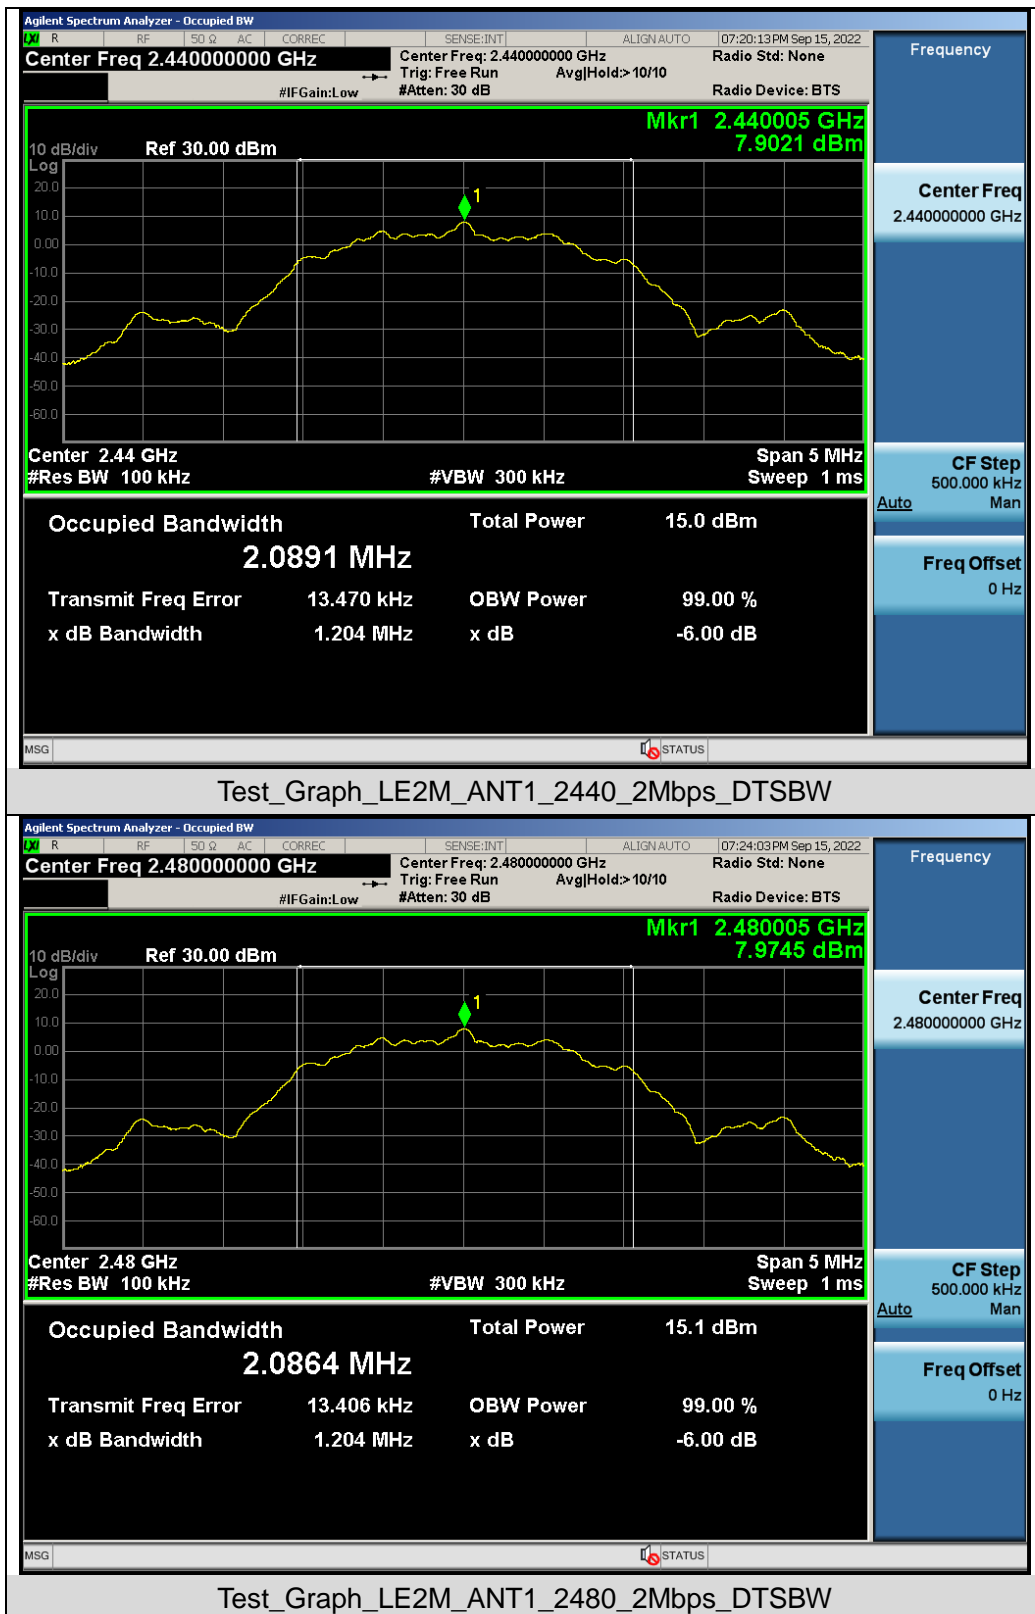 Agilent Spectrum Analyzer - Occupied BW
LXI R RF 50 Ω AC CORREC SENSE:INT ALIGN AUTO 07:20:13 PM Sep 15, 2022
Center Freq 2.440000000 GHz
Center Freq: 2.440000000 GHz
Radio Std: None
Trig: Free Run Avg|Hold:> 10/10
#IFGain:Low
#Atten: 30 dB
Radio Device: BTS
Frequency
Mkr1 2.440005 GHz
7.9021 dBm
10 dB/div Ref 30.00 dBm
Log
20.0
10.0
0.00
-10.0
-20.0
-30.0
-40.0
-50.0
-60.0
1
Center 2.44 GHz Span 5 MHz
#Res BW 100 kHz #VBW 300 kHz Sweep 1 ms
Center Freq
2.440000000 GHz
CF Step
500.000 kHz
Auto Man
Freq Offset
0 Hz
Occupied Bandwidth Total Power 15.0 dBm
2.0891 MHz
Transmit Freq Error 13.470 kHz OBW Power 99.00 %
x dB Bandwidth 1.204 MHz x dB -6.00 dB
MSG STATUS
Test_Graph_LE2M_ANT1_2440_2Mbps_DTSBW
Agilent Spectrum Analyzer - Occupied BW
LXI R RF 50 Ω AC CORREC SENSE:INT ALIGN AUTO 07:24:03 PM Sep 15, 2022
Center Freq 2.480000000 GHz
Center Freq: 2.480000000 GHz
Radio Std: None
Trig: Free Run Avg|Hold:> 10/10
#IFGain:Low
#Atten: 30 dB
Radio Device: BTS
Frequency
Mkr1 2.480005 GHz
7.9745 dBm
10 dB/div Ref 30.00 dBm
Log
20.0
10.0
0.00
-10.0
-20.0
-30.0
-40.0
-50.0
-60.0
1
Center 2.48 GHz Span 5 MHz
#Res BW 100 kHz #VBW 300 kHz Sweep 1 ms
Center Freq
2.480000000 GHz
CF Step
500.000 kHz
Auto Man
Freq Offset
0 Hz
Occupied Bandwidth Total Power 15.1 dBm
2.0864 MHz
Transmit Freq Error 13.406 kHz OBW Power 99.00 %
x dB Bandwidth 1.204 MHz x dB -6.00 dB
MSG STATUS
Test_Graph_LE2M_ANT1_2480_2Mbps_DTSBW